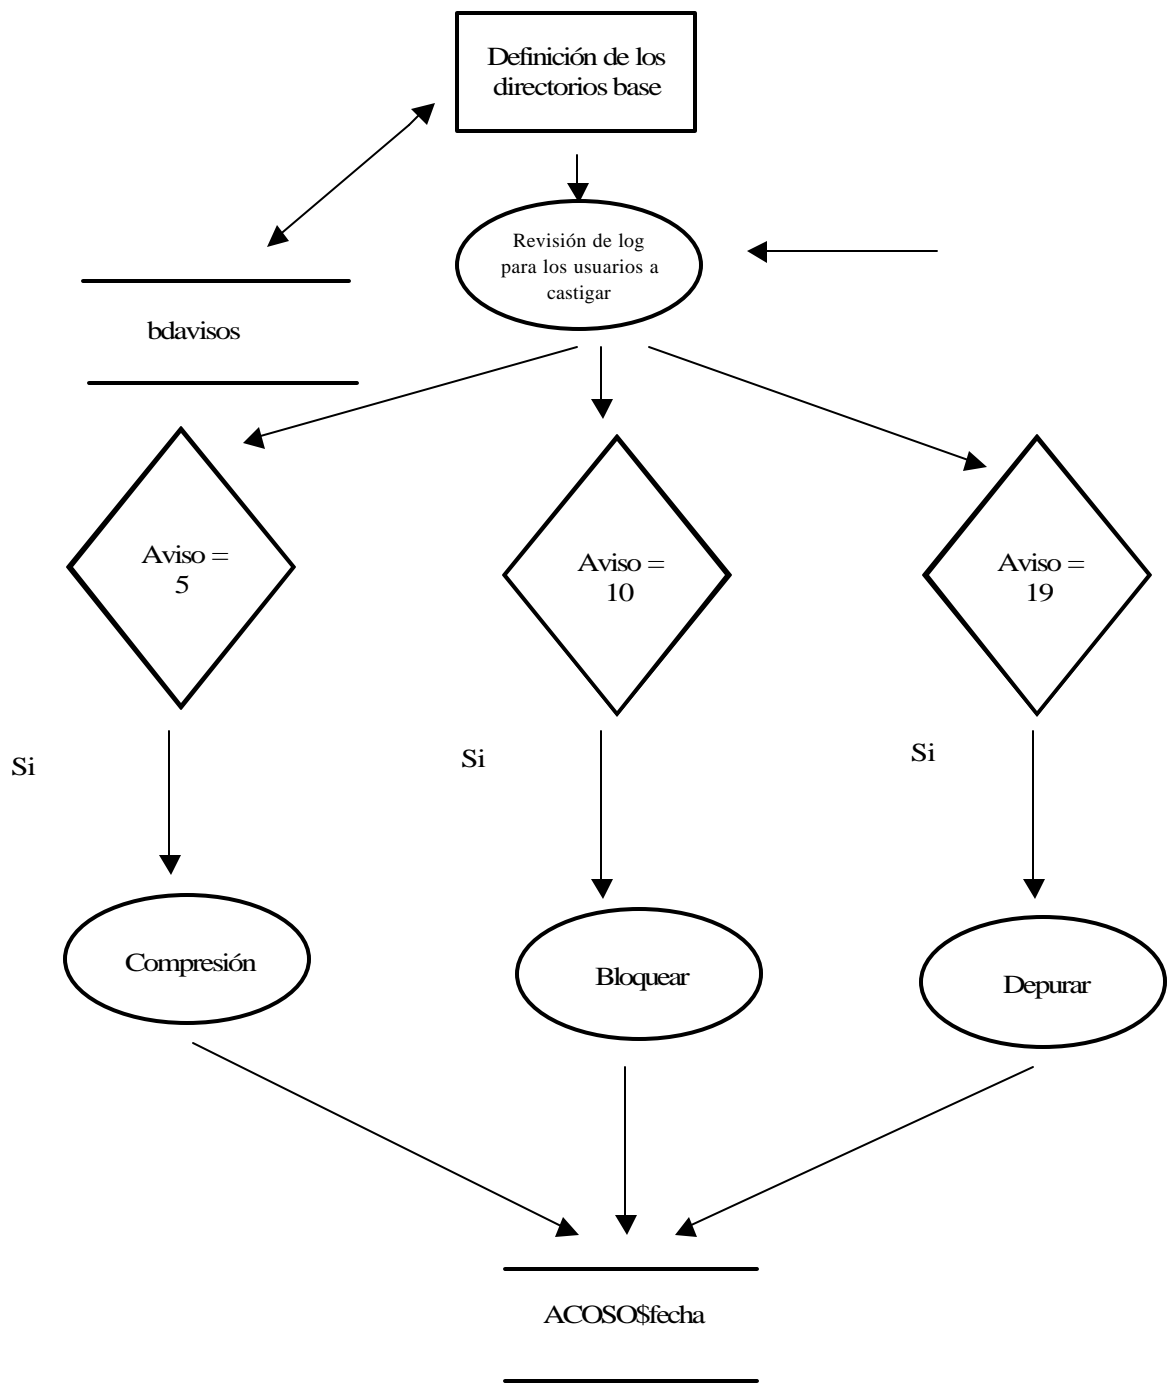 Definición de los
directorios base
Revisión de log
para los usuarios a
castigar
bdavisos
Aviso =
5
Aviso =
10
Aviso =
19
Si
Si
Si
Compresión
Bloquear
Depurar
ACOSO$fecha